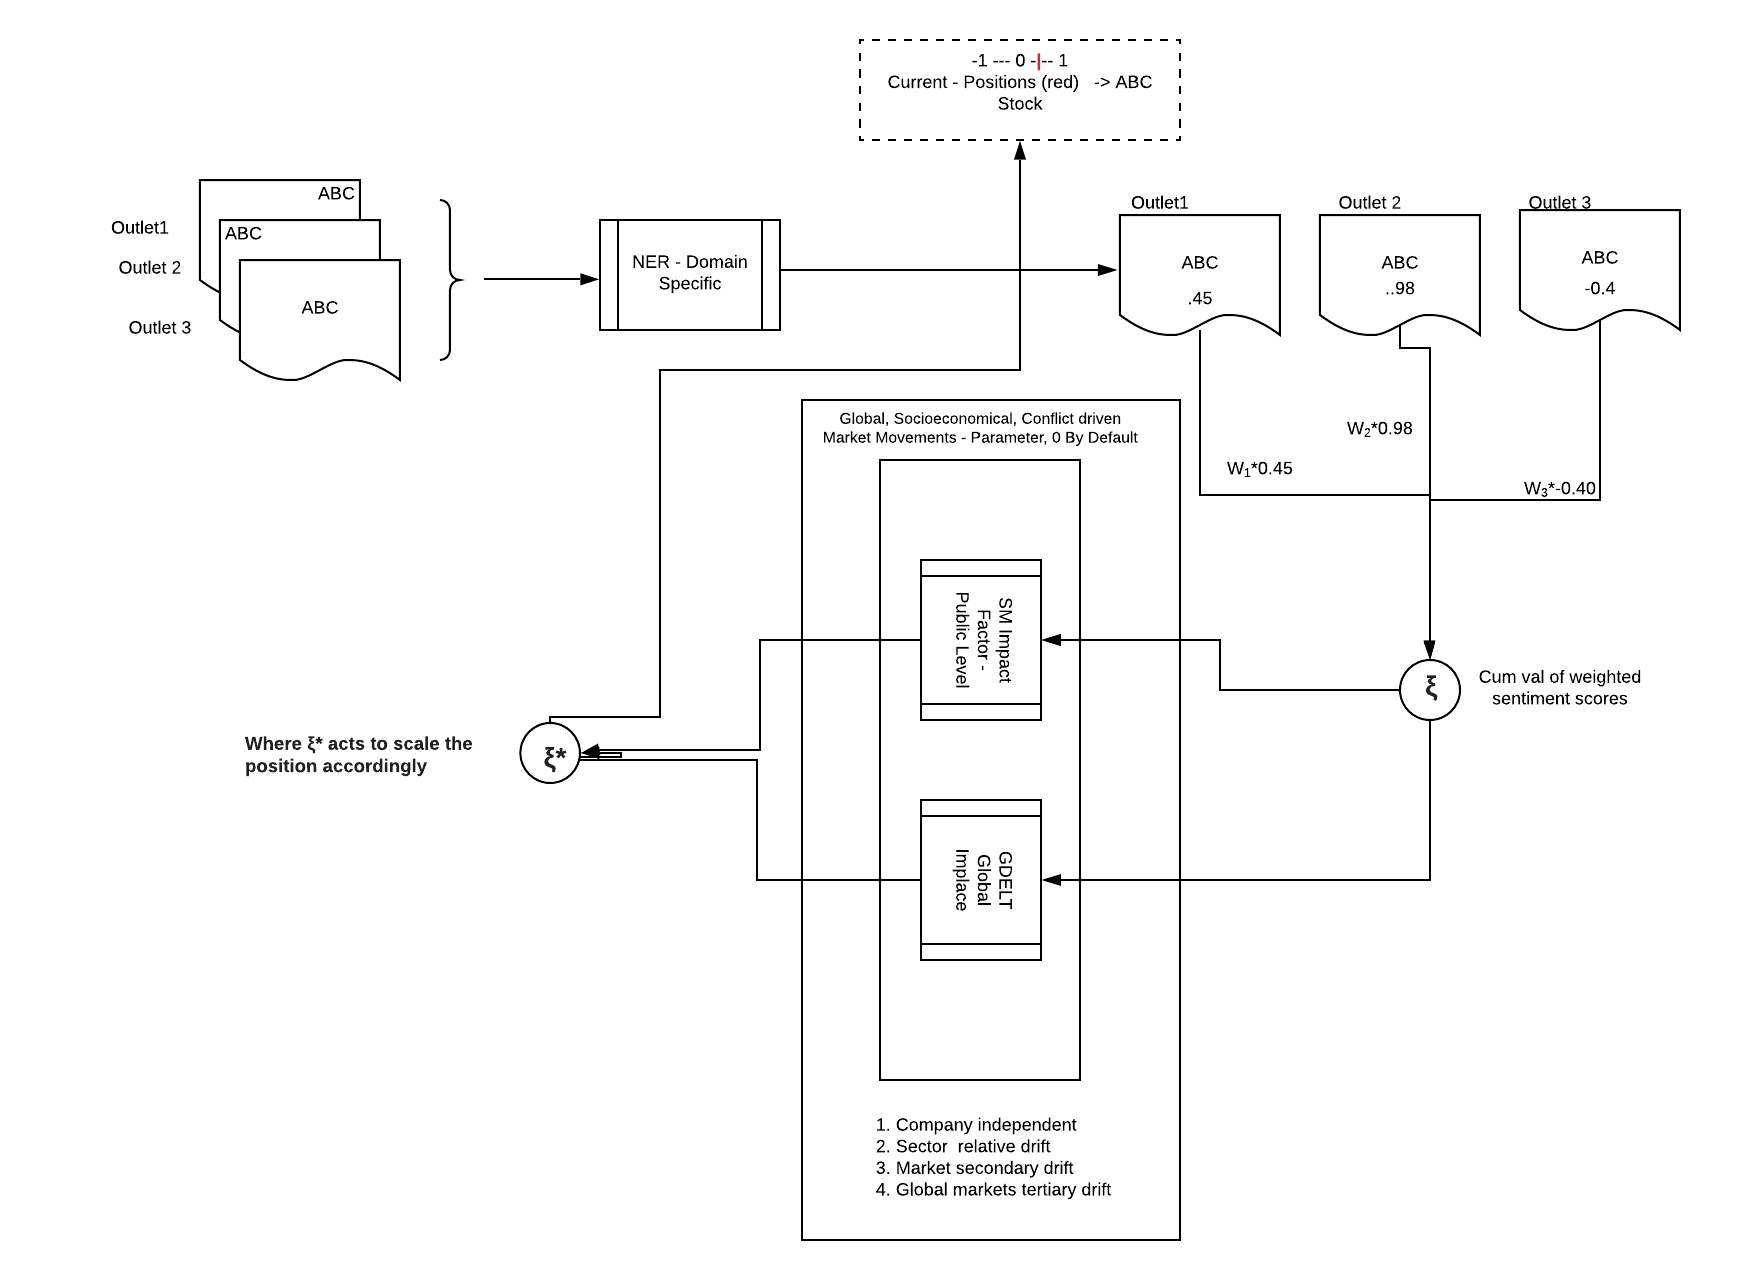 -1 --- 0 -|-- 1
Current - Positions (red) -> ABC
Stock
ABC
Outlet1
ABC
Outlet 2
ABC
Outlet 3
NER - Domain
Specific
Outlet1
ABC
.45
Outlet 2
ABC
..98
Outlet 3
ABC
-0.4
W₁*0.45
W₂*0.98
W₃*-0.40
Global, Socioeconomical, Conflict driven
Market Movements - Parameter, 0 By Default
SM Impact
Factor -
Public Level
ξ
Cum val of weighted
sentiment scores
Where ξ* acts to scale the
position accordingly
ξ*
GDELT
Global
Implace
1. Company independent
2. Sector relative drift
3. Market secondary drift
4. Global markets tertiary drift